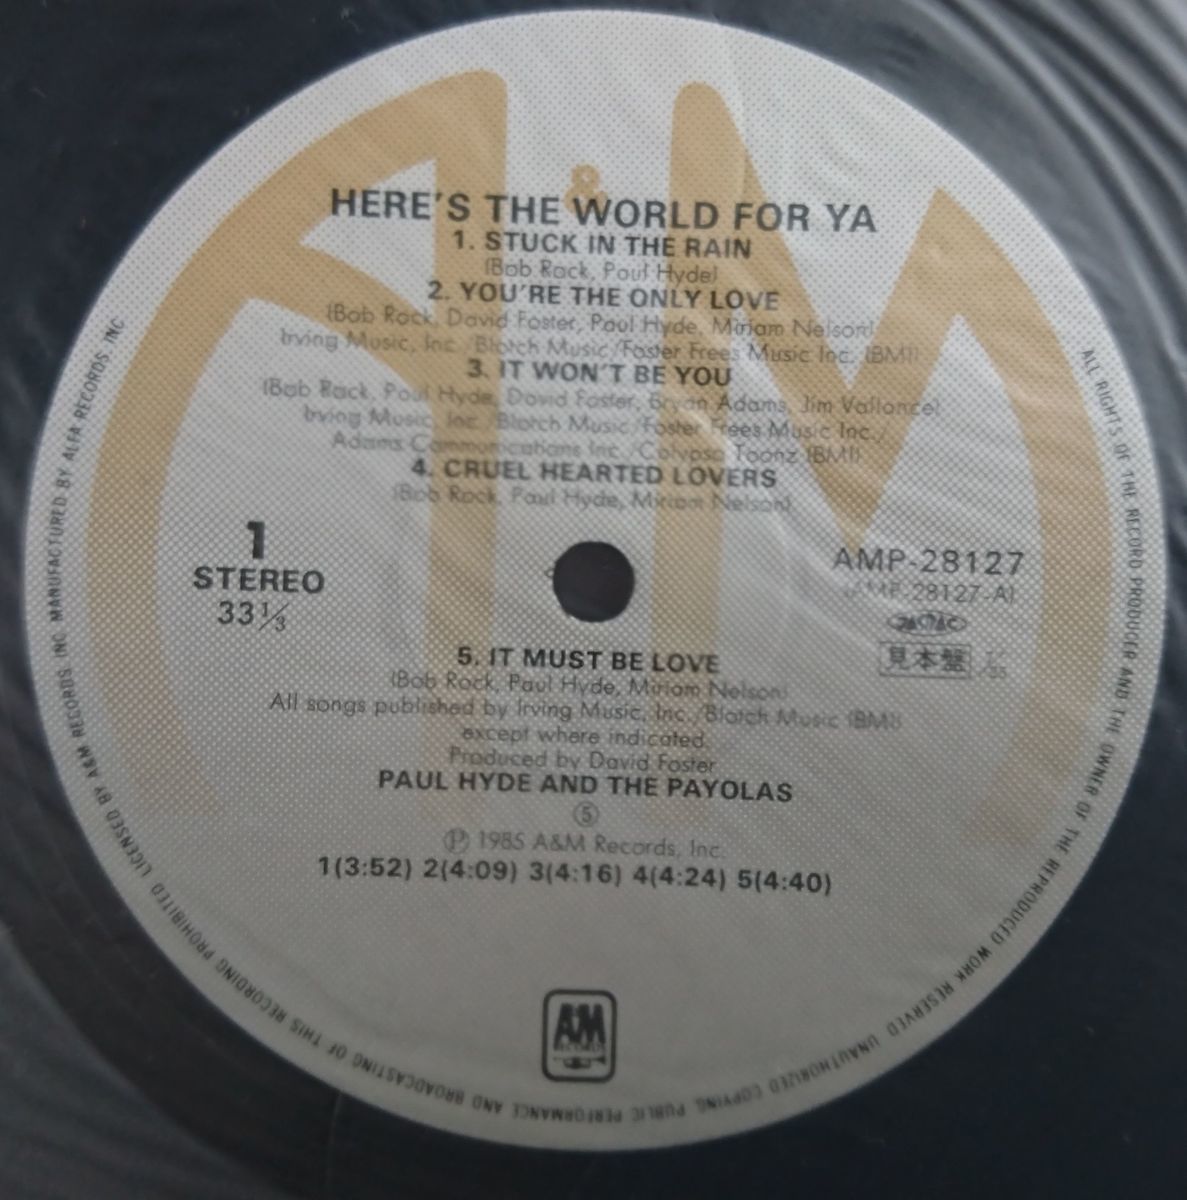 &
HERE'S THE WORLD FOR YA
1. STUCK IN THE RAIN
(Bob Rock, Paul Hyde)
2. YOU'RE THE ONLY LOVE
(Bob Rock, David Foster, Paul Hyde, Miriam Nelson)
Irving Music, Inc./Blotch Music/Foster Frees Music Inc. (BMI)
3. IT WON'T BE YOU
(Bob Rock, Paul Hyde, David Foster, Bryan Adams, Jim Vallance)
Irving Music, Inc./Blotch Music/Foster Frees Music Inc./
Adams Communications Inc./Calypso Toonz (BMI)
4. CRUEL HEARTED LOVERS
(Bob Rock, Paul Hyde, Miriam Nelson)
1
STEREO
33 1/3
AMP-28127
(AMP-28127-A)
見本盤
5. IT MUST BE LOVE
(Bob Rock, Paul Hyde, Miriam Nelson)
All songs published by Irving Music, Inc./Blotch Music (BMI)
except where indicated.
Produced by David Foster
PAUL HYDE AND THE PAYOLAS
⑤
℗ 1985 A&M Records, Inc.
1(3:52) 2(4:09) 3(4:16) 4(4:24) 5(4:40)
A&M
RECORDS
ALL RIGHTS OF THE RECORD PRODUCER AND THE OWNER OF THE REPRODUCED WORK RESERVED UNAUTHORIZED COPYING, PUBLIC PERFORMANCE AND BROADCASTING OF THIS RECORDING PROHIBITED LICENSED BY A&M RECORDS INC. MANUFACTURED BY ALFA RECORDS, INC